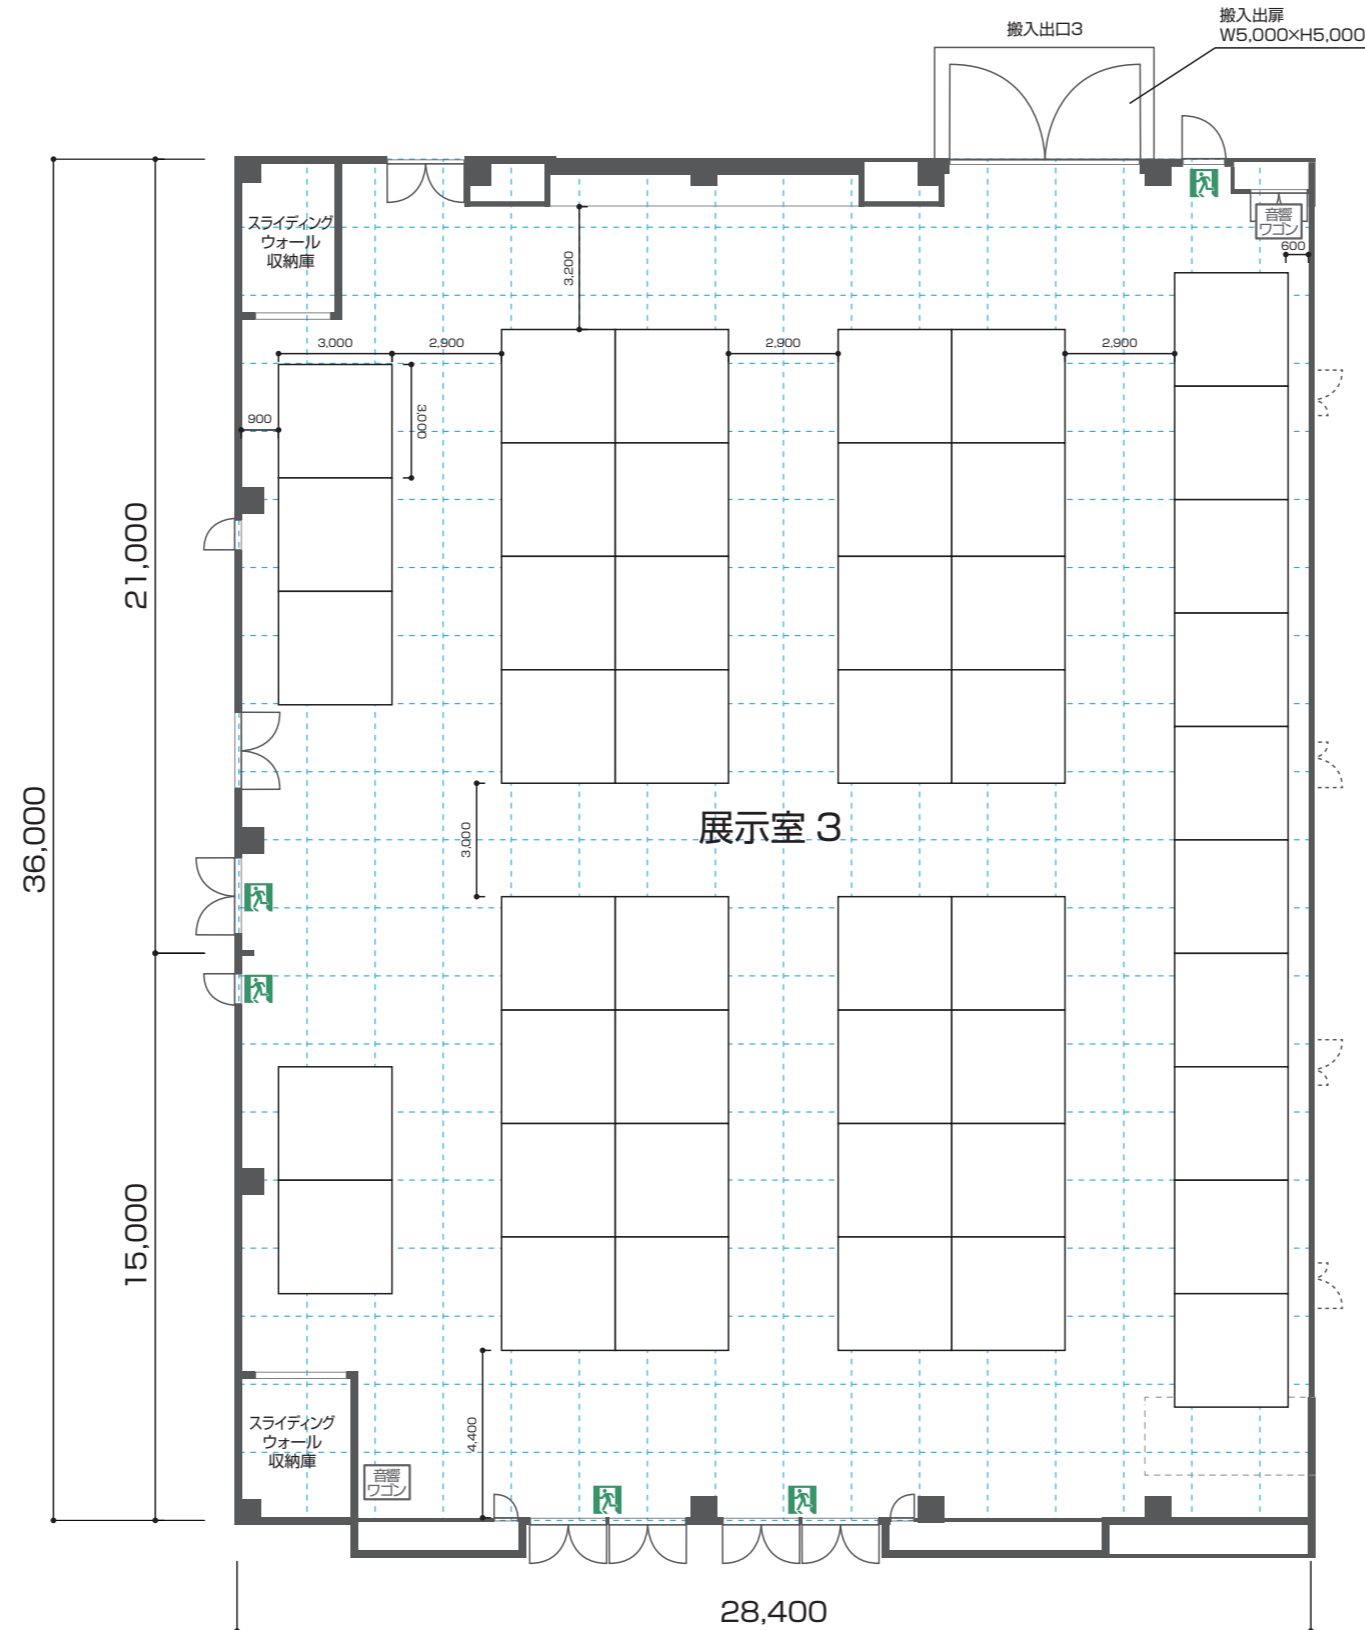 搬入出扉
W5,000×H5,000
搬入出口3
スライディング
ウォール
収納庫
音響
ワゴン
600
3,200
3,000
2,900
2,900
2,900
900
3,000
21,000
36,000
展示室 3
3,000
15,000
4,400
スライディング
ウォール
収納庫
音響
ワゴン
28,400